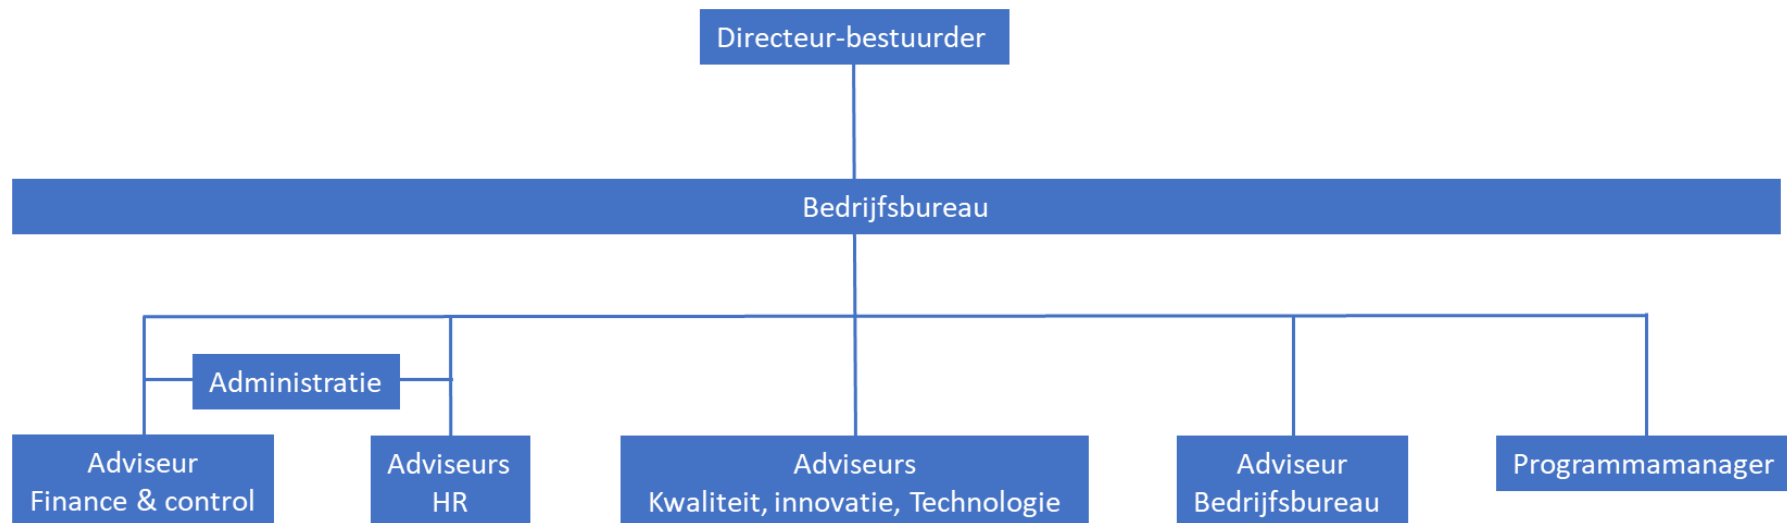 Directeur-bestuurder
Bedrijfsbureau
Administratie
Adviseur
Finance & control
Adviseurs
HR
Adviseurs
Kwaliteit, innovatie, Technologie
Adviseur
Bedrijfsbureau
Programmamanager